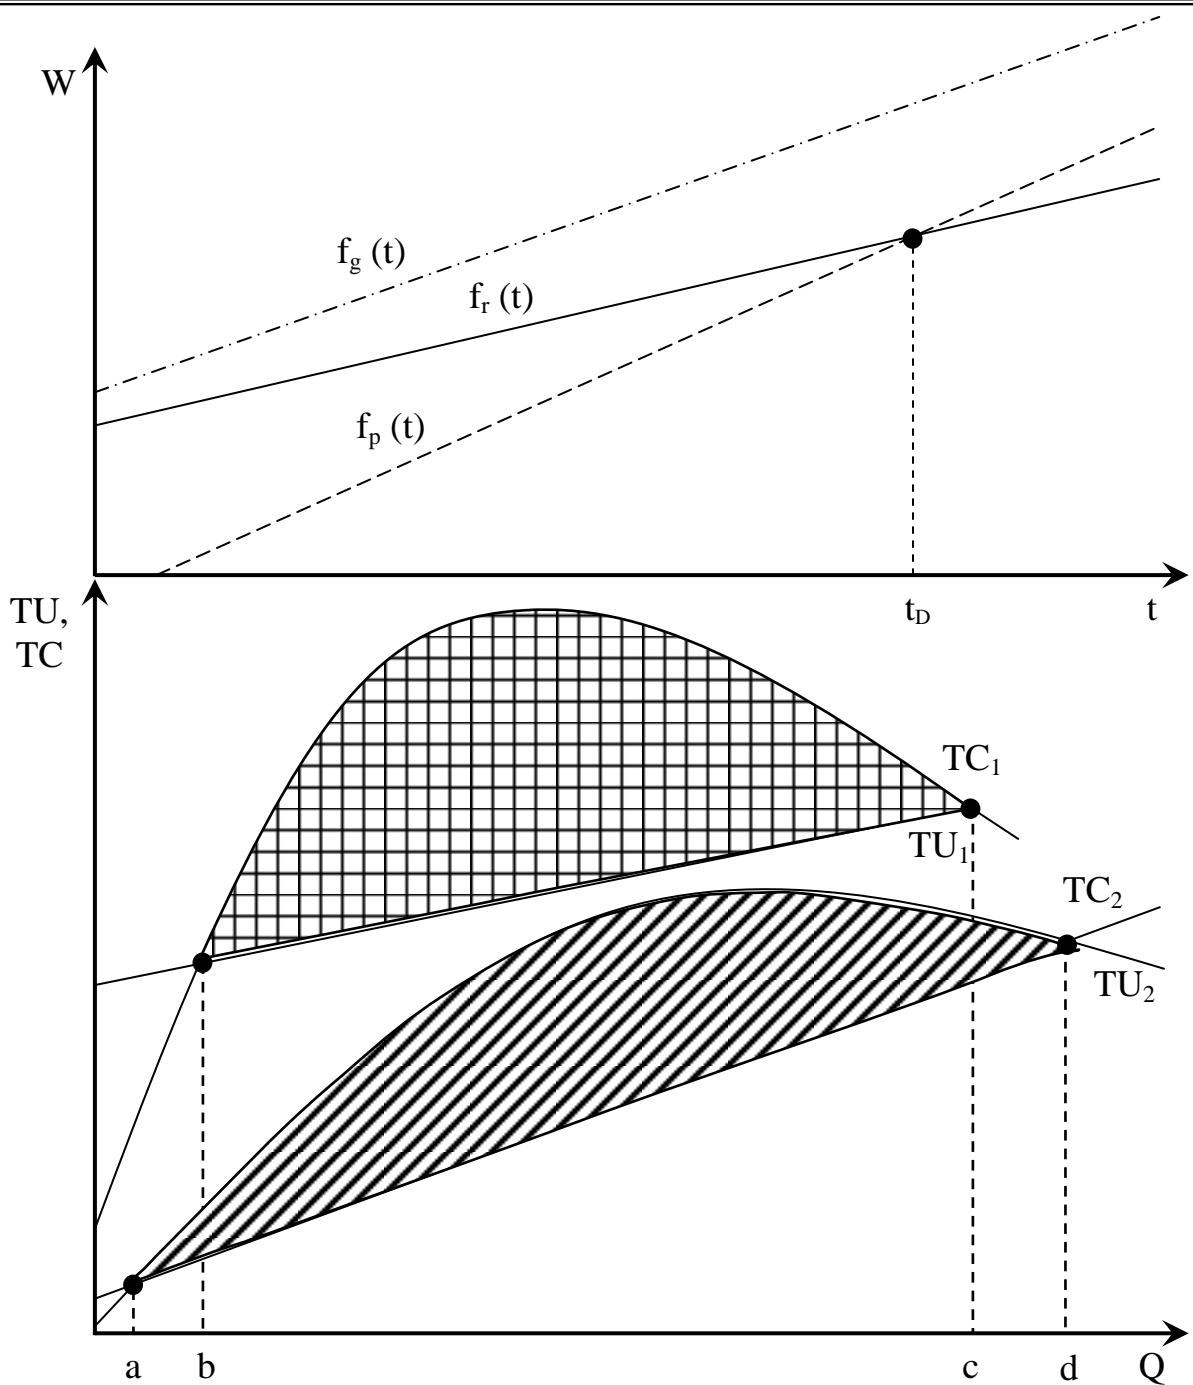 W
f_g (t)
f_r (t)
f_p (t)
t_D
t
TU,
TC
TC_1
TU_1
TC_2
TU_2
a
b
c
d
Q